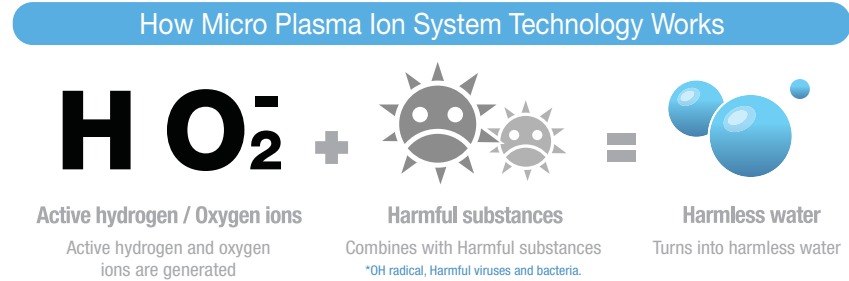 How Micro Plasma Ion System Technology Works
H O₂⁻
+
=
Active hydrogen / Oxygen ions
Harmful substances
Harmless water
Active hydrogen and oxygen
ions are generated
Combines with Harmful substances
*OH radical, Harmful viruses and bacteria.
Turns into harmless water